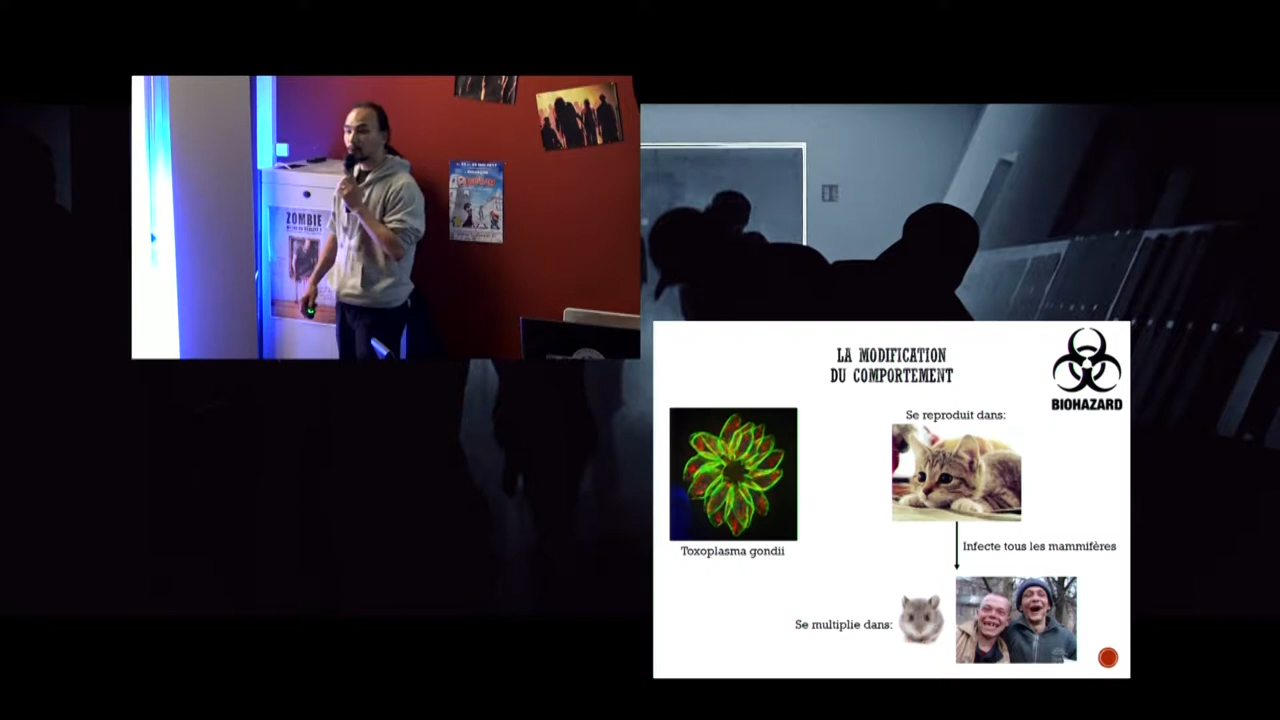 ZOMBIE
LA MODIFICATION
DU COMPORTEMENT
BIOHAZARD
Se reproduit dans:
Toxoplasma gondii
Infecte tous les mammifères
Se multiplie dans: